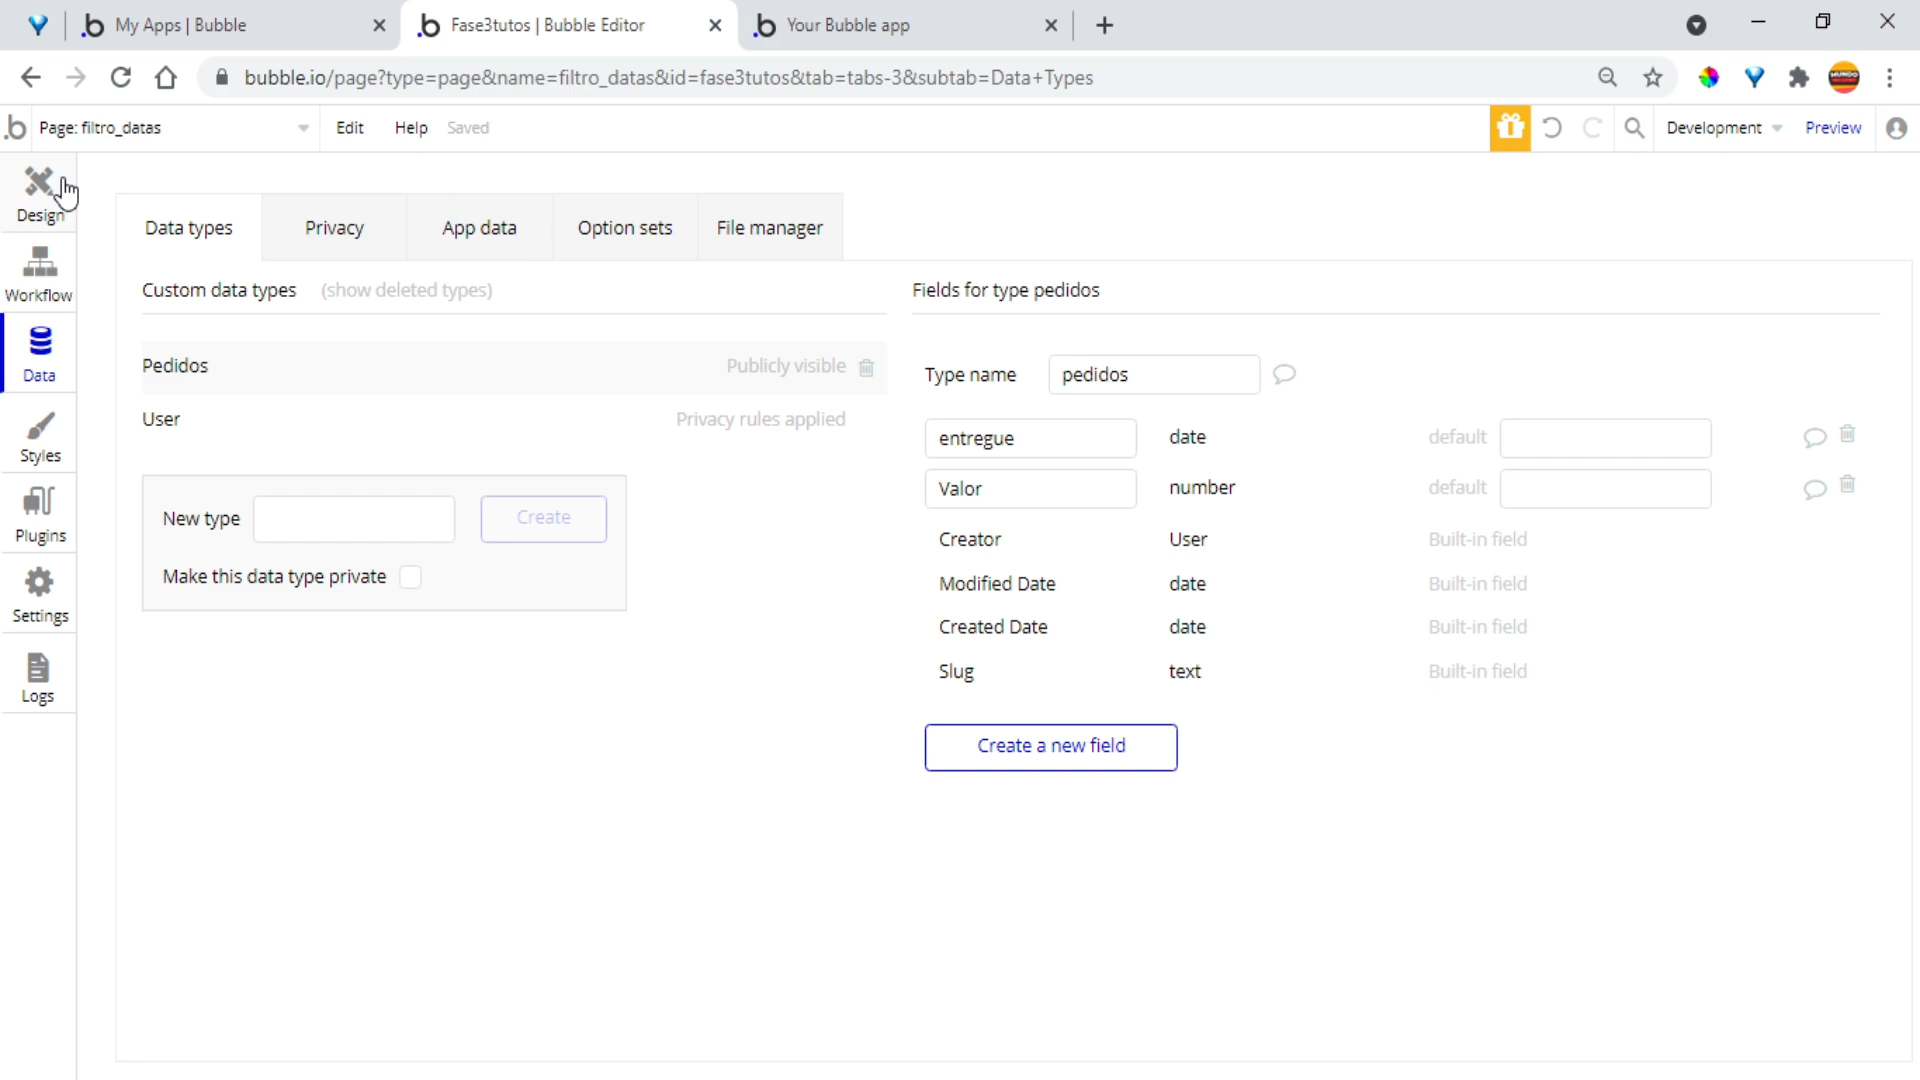 My Apps | Bubble
Fase3tutos | Bubble Editor
Your Bubble app
bubble.io/page?type=page&name=filtro_datas&id=fase3tutos&tab=tabs-3&subtab=Data+Types
Page: filtro_datas
Edit
Help
Saved
Development
Preview
Design
Workflow
Data
Styles
Plugins
Settings
Logs
Data types
Privacy
App data
Option sets
File manager
Custom data types (show deleted types)
Pedidos Publicly visible
User Privacy rules applied
New type Create
Make this data type private
Fields for type pedidos
Type name pedidos
entregue date default
Valor number default
Creator User Built-in field
Modified Date date Built-in field
Created Date date Built-in field
Slug text Built-in field
Create a new field